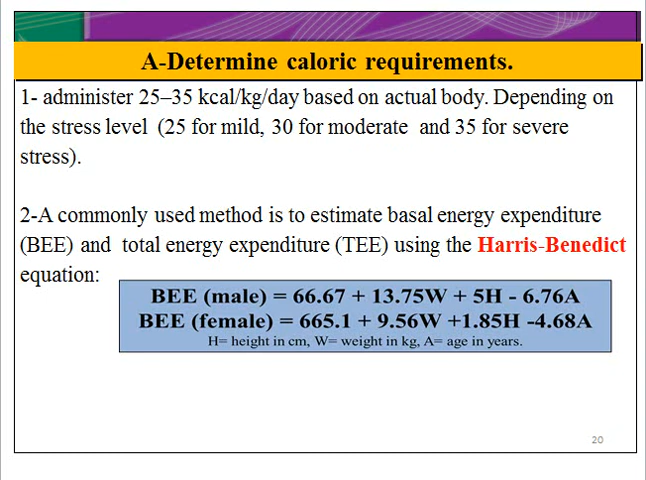 A-Determine caloric requirements.
1- administer 25–35 kcal/kg/day based on actual body. Depending on
the stress level (25 for mild, 30 for moderate and 35 for severe
stress).
2-A commonly used method is to estimate basal energy expenditure
(BEE) and total energy expenditure (TEE) using the Harris-Benedict
equation:
BEE (male) = 66.67 + 13.75W + 5H - 6.76A
BEE (female) = 665.1 + 9.56W +1.85H -4.68A
H= height in cm, W= weight in kg, A= age in years.
20